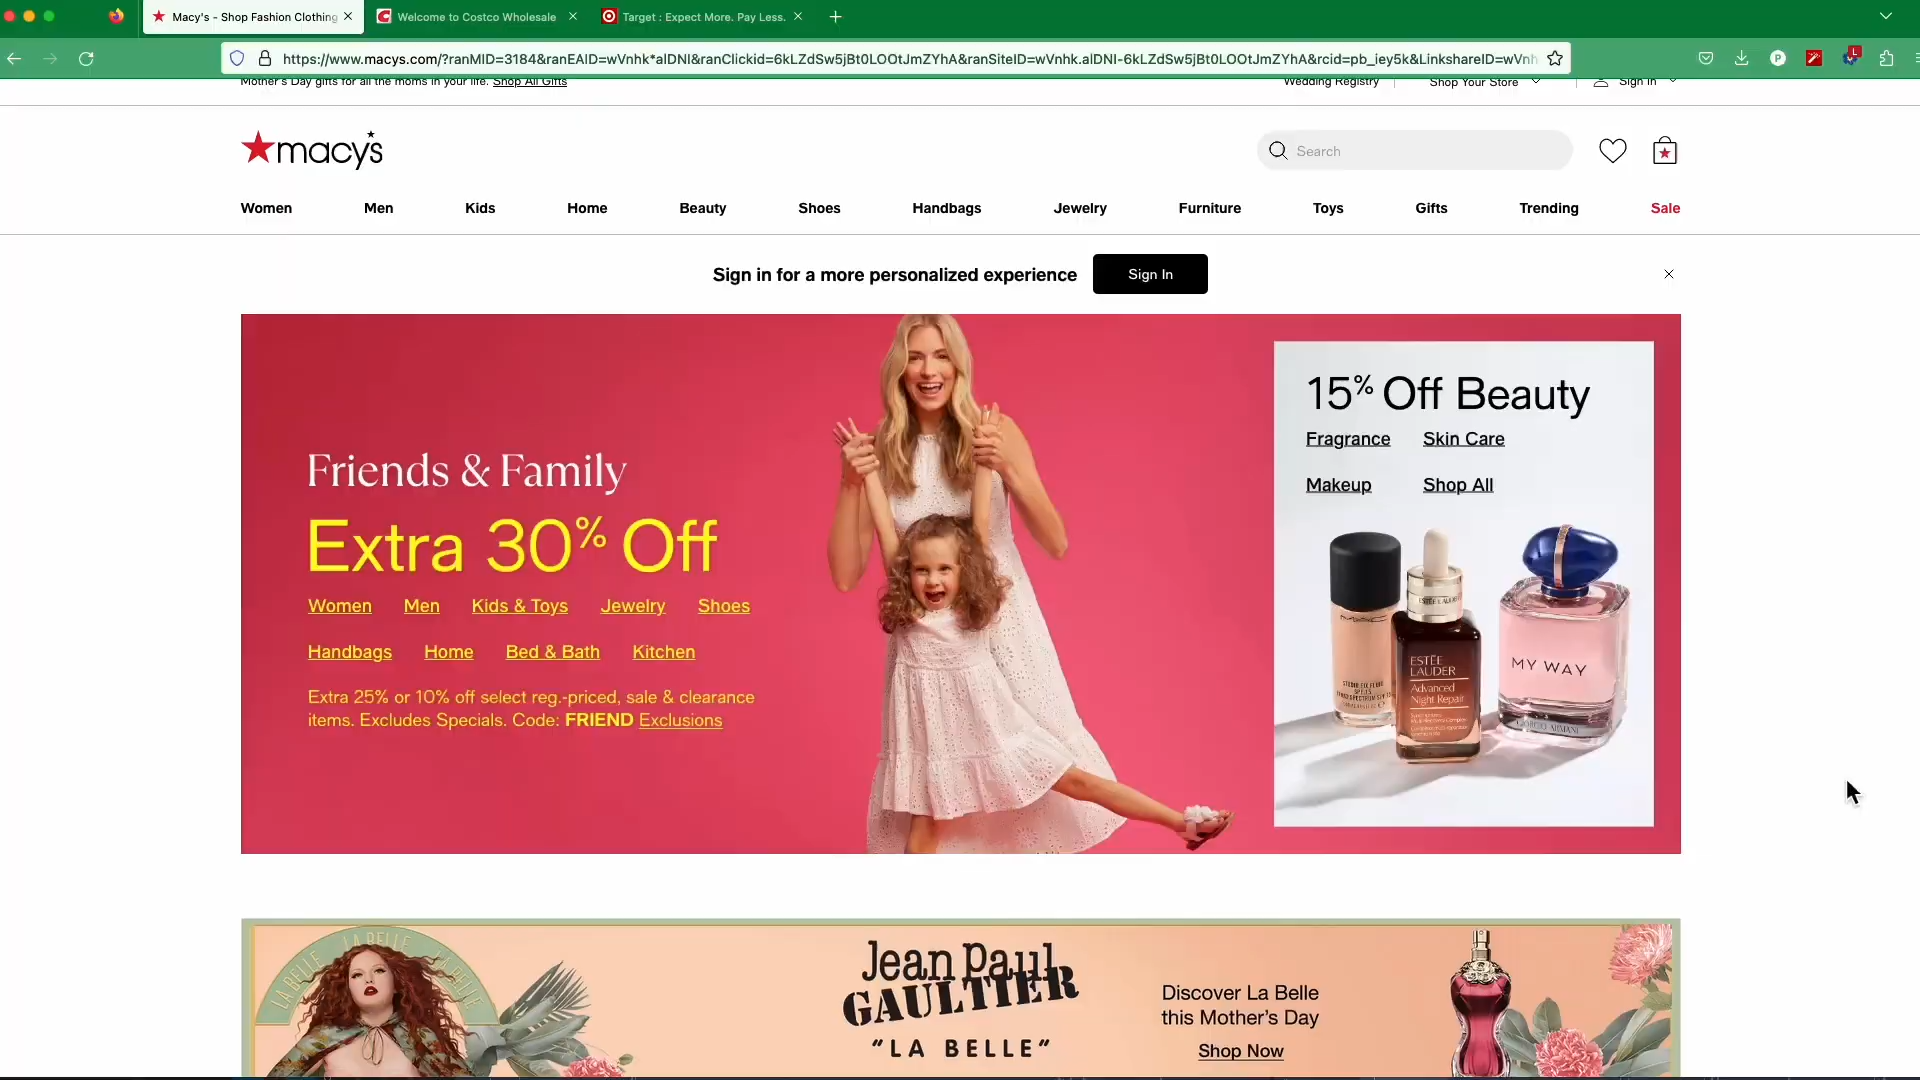 Macy's - Shop Fashion Clothing
Welcome to Costco Wholesale
Target : Expect More. Pay Less.
https://www.macys.com/?ranMID=3184&ranEAID=wVnhk*alDNI&ranClickid=6kLZdSw5jBt0LOOtJmZYhA&ranSiteID=wVnhk.alDNI-6kLZdSw5jBt0LOOtJmZYhA&rcid=pb_iey5k&LinkshareID=wVnh
P
L
Mother's Day gifts for all the moms in your life. Shop All Gifts
Wedding Registry
Shop Your Store
Sign In
macy's
Search
Women Men Kids Home Beauty Shoes Handbags Jewelry Furniture Toys Gifts Trending Sale
Sign in for a more personalized experience
Sign In
Friends & Family
Extra 30% Off
Women Men Kids & Toys Jewelry Shoes
Handbags Home Bed & Bath Kitchen
Extra 25% or 10% off select reg.-priced, sale & clearance
items. Excludes Specials. Code: FRIEND Exclusions
15% Off Beauty
Fragrance Skin Care
Makeup Shop All
MAC
ESTĒE
LAUDER
Advanced
Night Repair
MY WAY
GIORGIO ARMANI
LA BELLE LA BELLE LA BELLE
Jean Paul
GAULTIER
"LA BELLE"
Discover La Belle
this Mother's Day
Shop Now